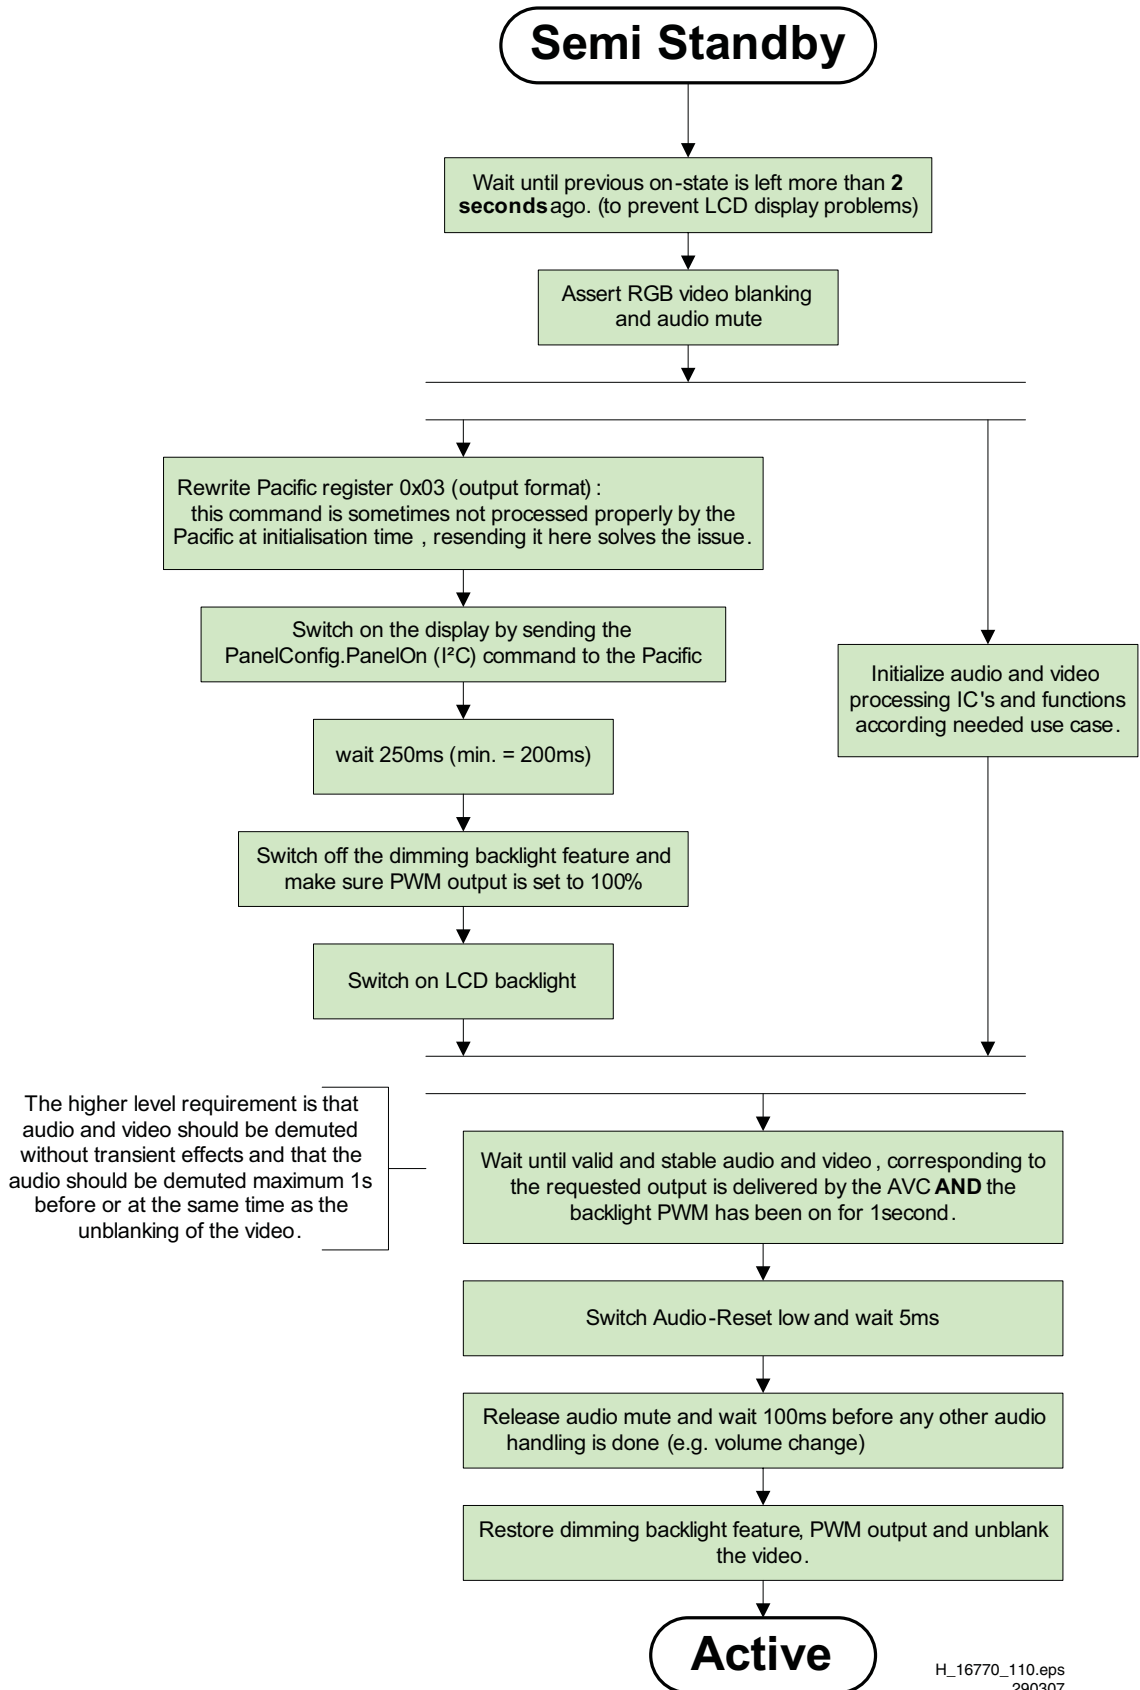 Semi Standby
Wait until previous on-state is left more than 2
seconds ago. (to prevent LCD display problems)
Assert RGB video blanking
and audio mute
Rewrite Pacific register 0x03 (output format) :
this command is sometimes not processed properly by the
Pacific at initialisation time , resending it here solves the issue.
Switch on the display by sending the
PanelConfig.PanelOn (I²C) command to the Pacific
Initialize audio and video
processing IC's and functions
according needed use case.
wait 250ms (min. = 200ms)
Switch off the dimming backlight feature and
make sure PWM output is set to 100%
Switch on LCD backlight
The higher level requirement is that
audio and video should be demuted
without transient effects and that the
audio should be demuted maximum 1s
before or at the same time as the
unblanking of the video.
Wait until valid and stable audio and video , corresponding to
the requested output is delivered by the AVC AND the
backlight PWM has been on for 1second.
Switch Audio-Reset low and wait 5ms
Release audio mute and wait 100ms before any other audio
handling is done (e.g. volume change)
Restore dimming backlight feature, PWM output and unblank
the video.
Active
H_16770_110.eps
290307